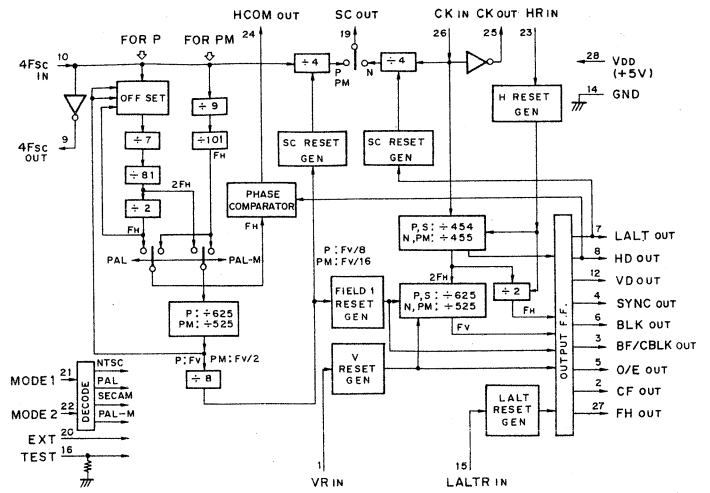 HCOM OUT
SC OUT
CK IN
CK OUT
HR IN
24
19
26
25
23
FOR P
FOR PM
10
4FSC
IN
÷4
P
PM
N
÷4
28
VDD
(+5V)
14
GND
OFF SET
÷9
H RESET
GEN
9
4FSC
OUT
÷7
÷101
FH
SC RESET
GEN
SC RESET
GEN
÷81
2FH
÷2
PHASE
COMPARATOR
FH
FH
PAL
PAL-M
P:FV/8
PM:FV/16
P,S: ÷454
N,PM: ÷455
7
LALT OUT
8
HD OUT
2FH
÷2
FH
12
VD OUT
P: ÷625
PM: ÷525
FIELD 1
RESET
GEN
P,S: ÷625
N,PM: ÷525
FV
OUTPUT F.F.
4
SYNC OUT
6
BLK OUT
3
BF/CBLK OUT
P:FV
PM:FV/2
÷8
V
RESET
GEN
5
O/E OUT
2
CF OUT
27
FH OUT
LALT
RESET
GEN
MODE 1
21
MODE 2
22
DECODE
NTSC
PAL
SECAM
PAL-M
EXT
20
TEST
16
1
VR IN
15
LALTR IN